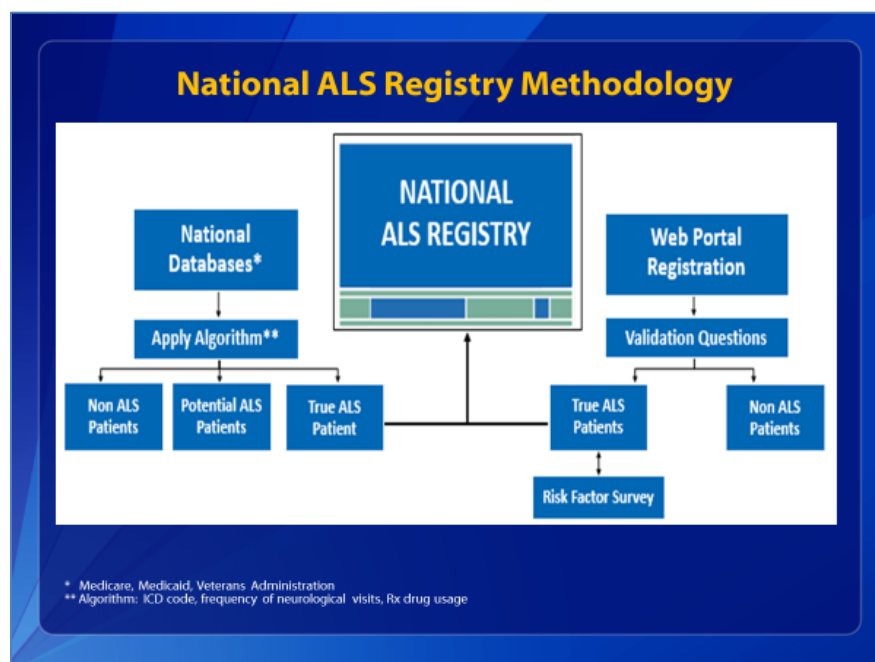 National ALS Registry Methodology
NATIONAL
ALS REGISTRY
National
Databases*
Web Portal
Registration
Apply Algorithm**
Validation Questions
Non ALS
Patients
Potential ALS
Patients
True ALS
Patient
True ALS
Patients
Non ALS
Patients
Risk Factor Survey
* Medicare, Medicaid, Veterans Administration
** Algorithm: ICD code, frequency of neurological visits, Rx drug usage